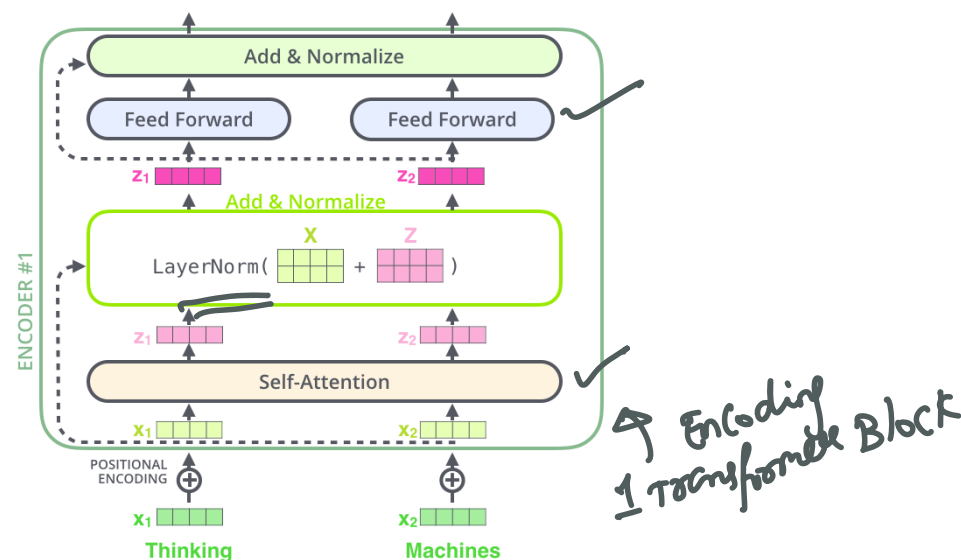 Add & Normalize
Feed Forward
Feed Forward
z1
z2
Add & Normalize
X
Z
LayerNorm(
+
)
z1
z2
Self-Attention
x1
x2
ENCODER #1
POSITIONAL
ENCODING
x1
x2
Thinking
Machines
Encoding
1 Transformer Block